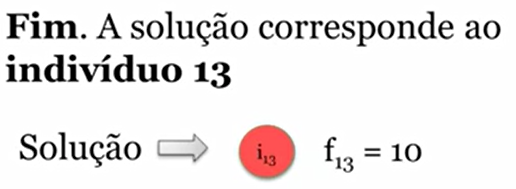 Fim. A solução corresponde ao
indivíduo 13
Solução i₁₃ f₁₃ = 10